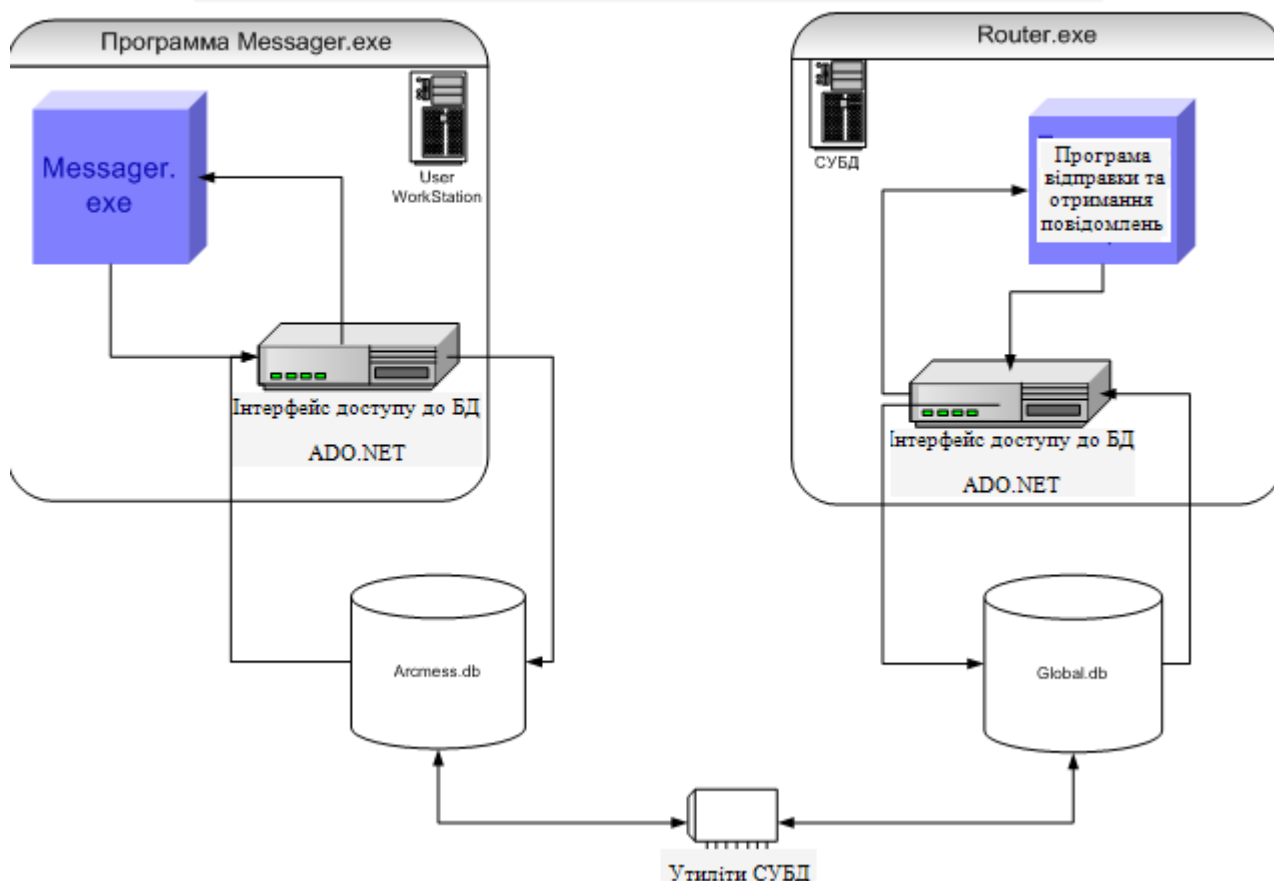 Программа Messager.exe
Router.exe
Messager.
exe
User
WorkStation
СУБД
Програма
відправки та
отримання
повідомлень
Інтерфейс доступу до БД
ADO.NET
Інтерфейс доступу до БД
ADO.NET
Arcmess.db
Global.db
Утиліти СУБД